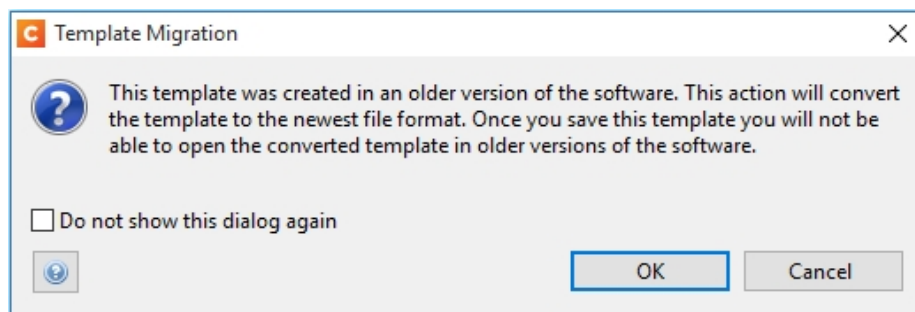 C Template Migration
This template was created in an older version of the software. This action will convert
the template to the newest file format. Once you save this template you will not be
able to open the converted template in older versions of the software.
Do not show this dialog again
OK Cancel